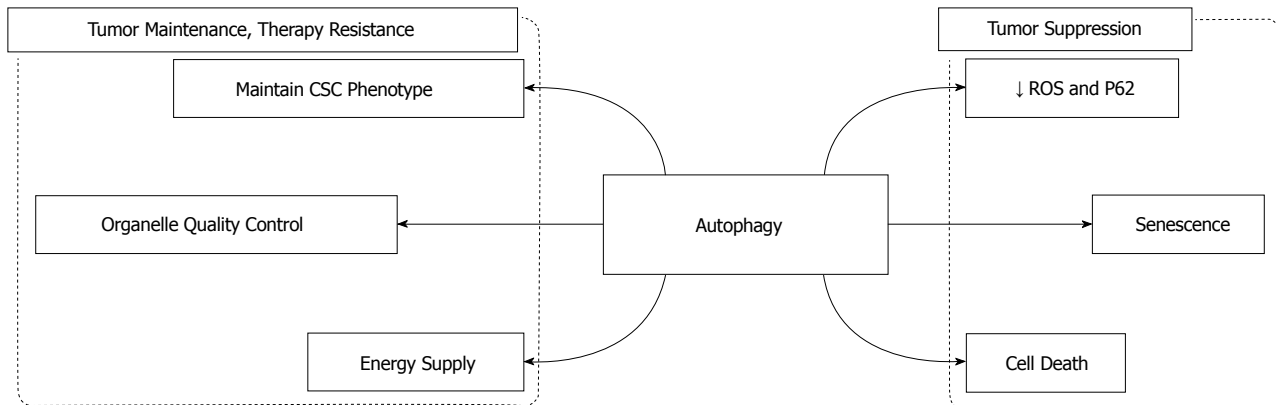 Tumor Maintenance, Therapy Resistance
Tumor Suppression
Maintain CSC Phenotype
↓ ROS and P62
Organelle Quality Control
Autophagy
Senescence
Energy Supply
Cell Death